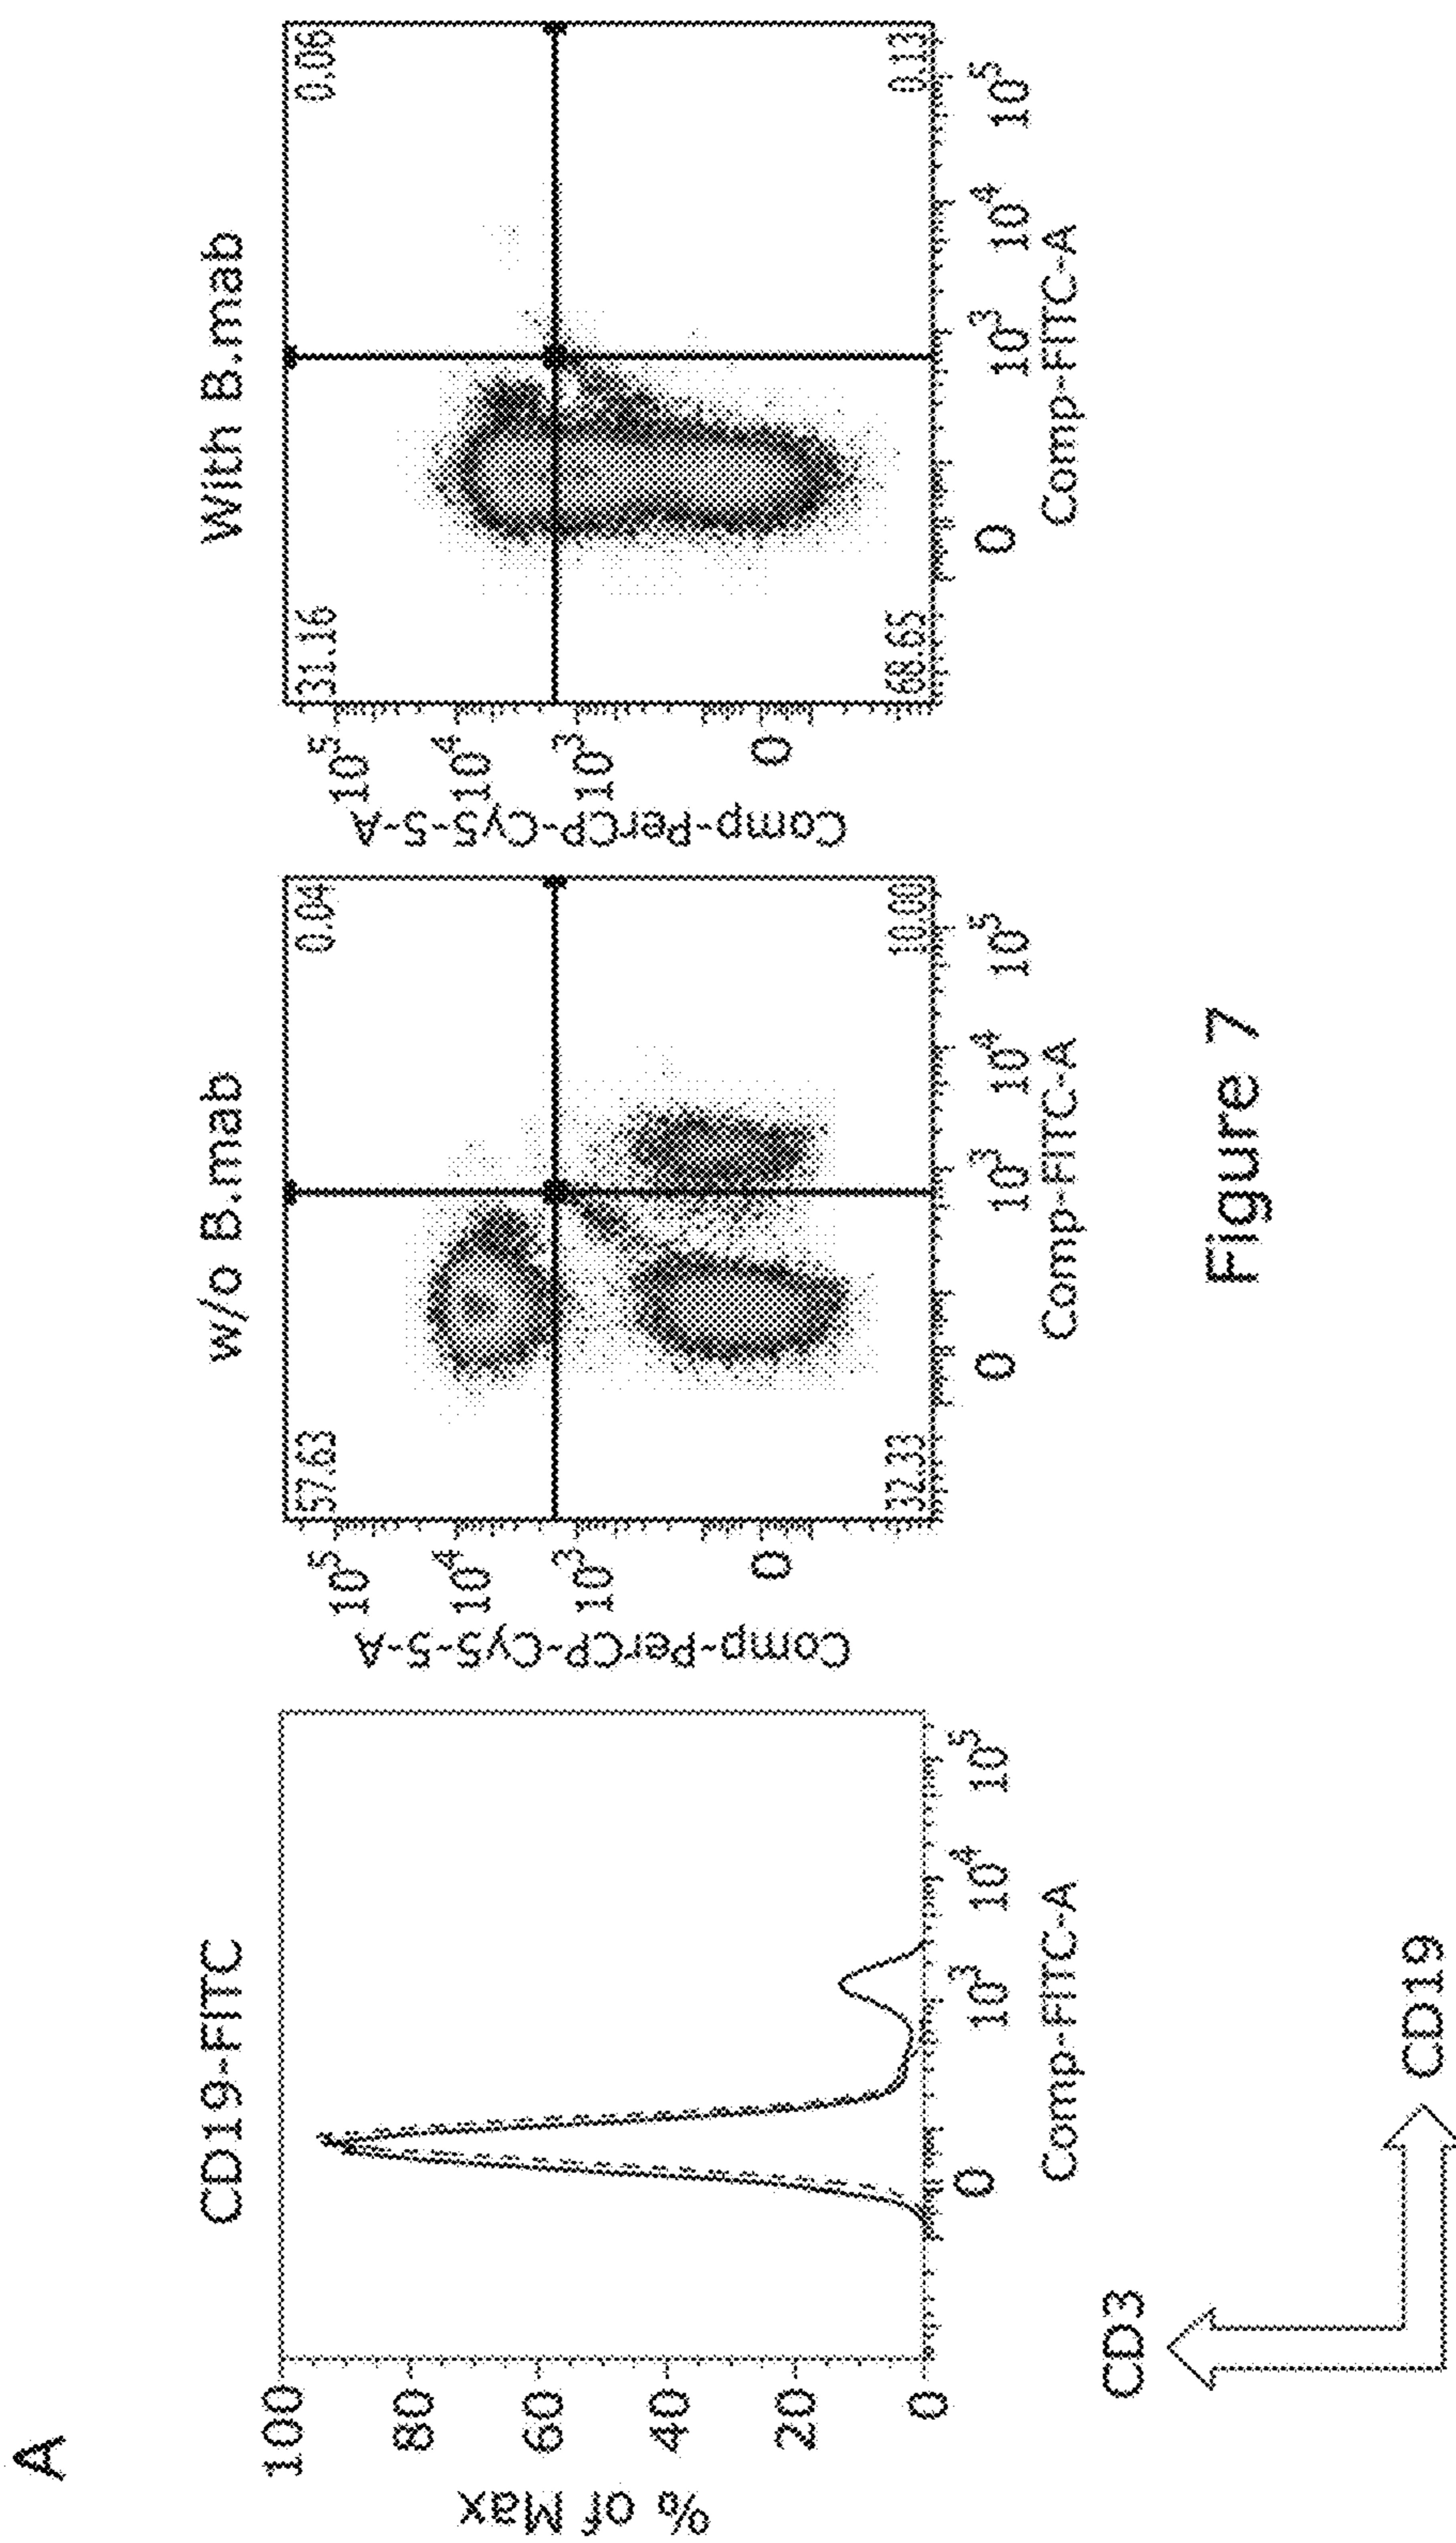 A
CD19-FITC
% of Max
100
80
60
40
20
0
0
10^3
10^4
10^5
Comp-FITC-A
w/o B.mab
Comp-PerCP-Cy5-5-A
10^5
10^4
10^3
0
57.63
0.04
32.33
10.00
0
10^3
10^4
10^5
Comp-FITC-A
With B.mab
Comp-PerCP-Cy5-5-A
10^5
10^4
10^3
0
31.16
0.06
68.65
0.13
0
10^3
10^4
10^5
Comp-FITC-A
CD3
CD19
Figure 7